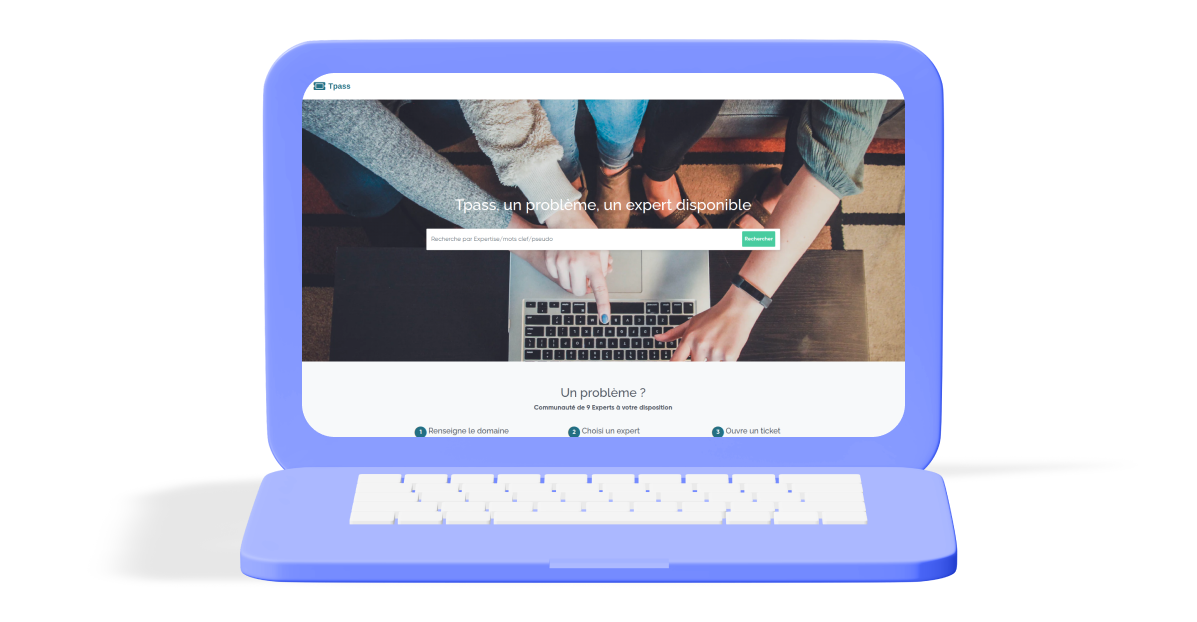 Tpass
Tpass, un problème, un expert disponible
Recherche par Expertise/mots clef/pseudo
Rechercher
Un problème ?
Communauté de 9 Experts à votre disposition
1 Renseigne le domaine
2 Choisi un expert
3 Ouvre un ticket